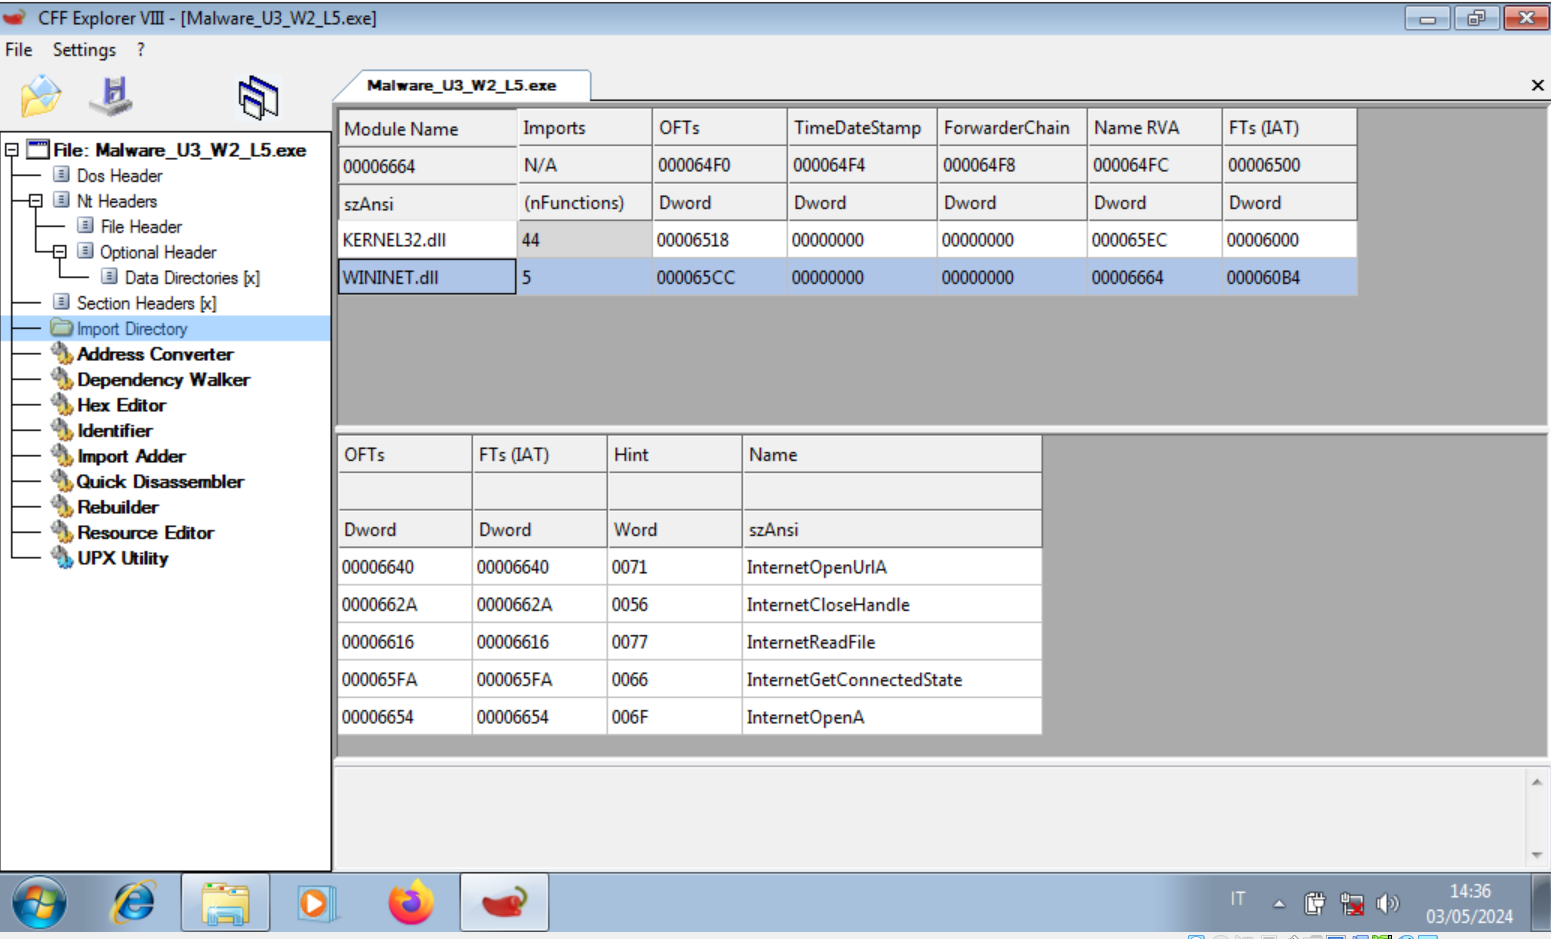 CFF Explorer VIII - [Malware_U3_W2_L5.exe]
File Settings ?
Malware_U3_W2_L5.exe
File: Malware_U3_W2_L5.exe
Dos Header
Nt Headers
File Header
Optional Header
Data Directories [x]
Section Headers [x]
Import Directory
Address Converter
Dependency Walker
Hex Editor
Identifier
Import Adder
Quick Disassembler
Rebuilder
Resource Editor
UPX Utility
Module Name Imports OFTs TimeDateStamp ForwarderChain Name RVA FTs (IAT)
00006664 N/A 000064F0 000064F4 000064F8 000064FC 00006500
szAnsi (nFunctions) Dword Dword Dword Dword Dword
KERNEL32.dll 44 00006518 00000000 00000000 000065EC 00006000
WININET.dll 5 000065CC 00000000 00000000 00006664 000060B4
OFTs FTs (IAT) Hint Name
Dword Dword Word szAnsi
00006640 00006640 0071 InternetOpenUrlA
0000662A 0000662A 0056 InternetCloseHandle
00006616 00006616 0077 InternetReadFile
000065FA 000065FA 0066 InternetGetConnectedState
00006654 00006654 006F InternetOpenA
IT
14:36
03/05/2024